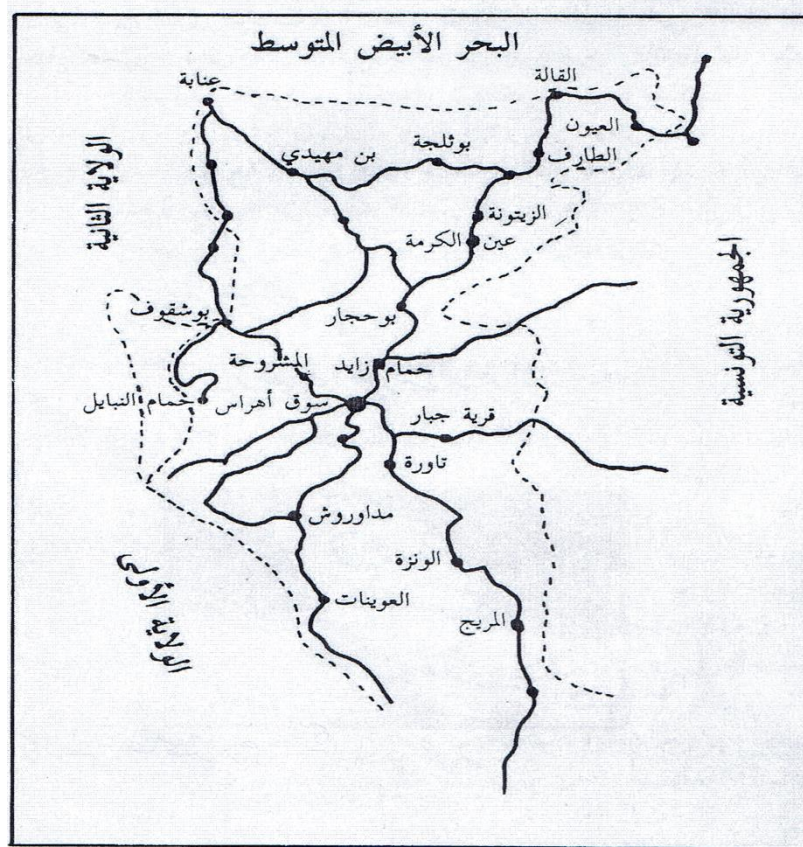 البحر الأبيض المتوسط
عنابة
القالة
العيون
بوثلجة
بن مهيدي
الطارف
الولاية الثانية
الزيتونة
عين الكرمة
الجمهورية التونسية
بوحجار
بوشقوف
المشروحة
حمام زايد
حمام النبايل
سوق أهراس
قرية جبار
تاورة
مداوروش
الونزة
الولاية الأولى
العوينات
المريج